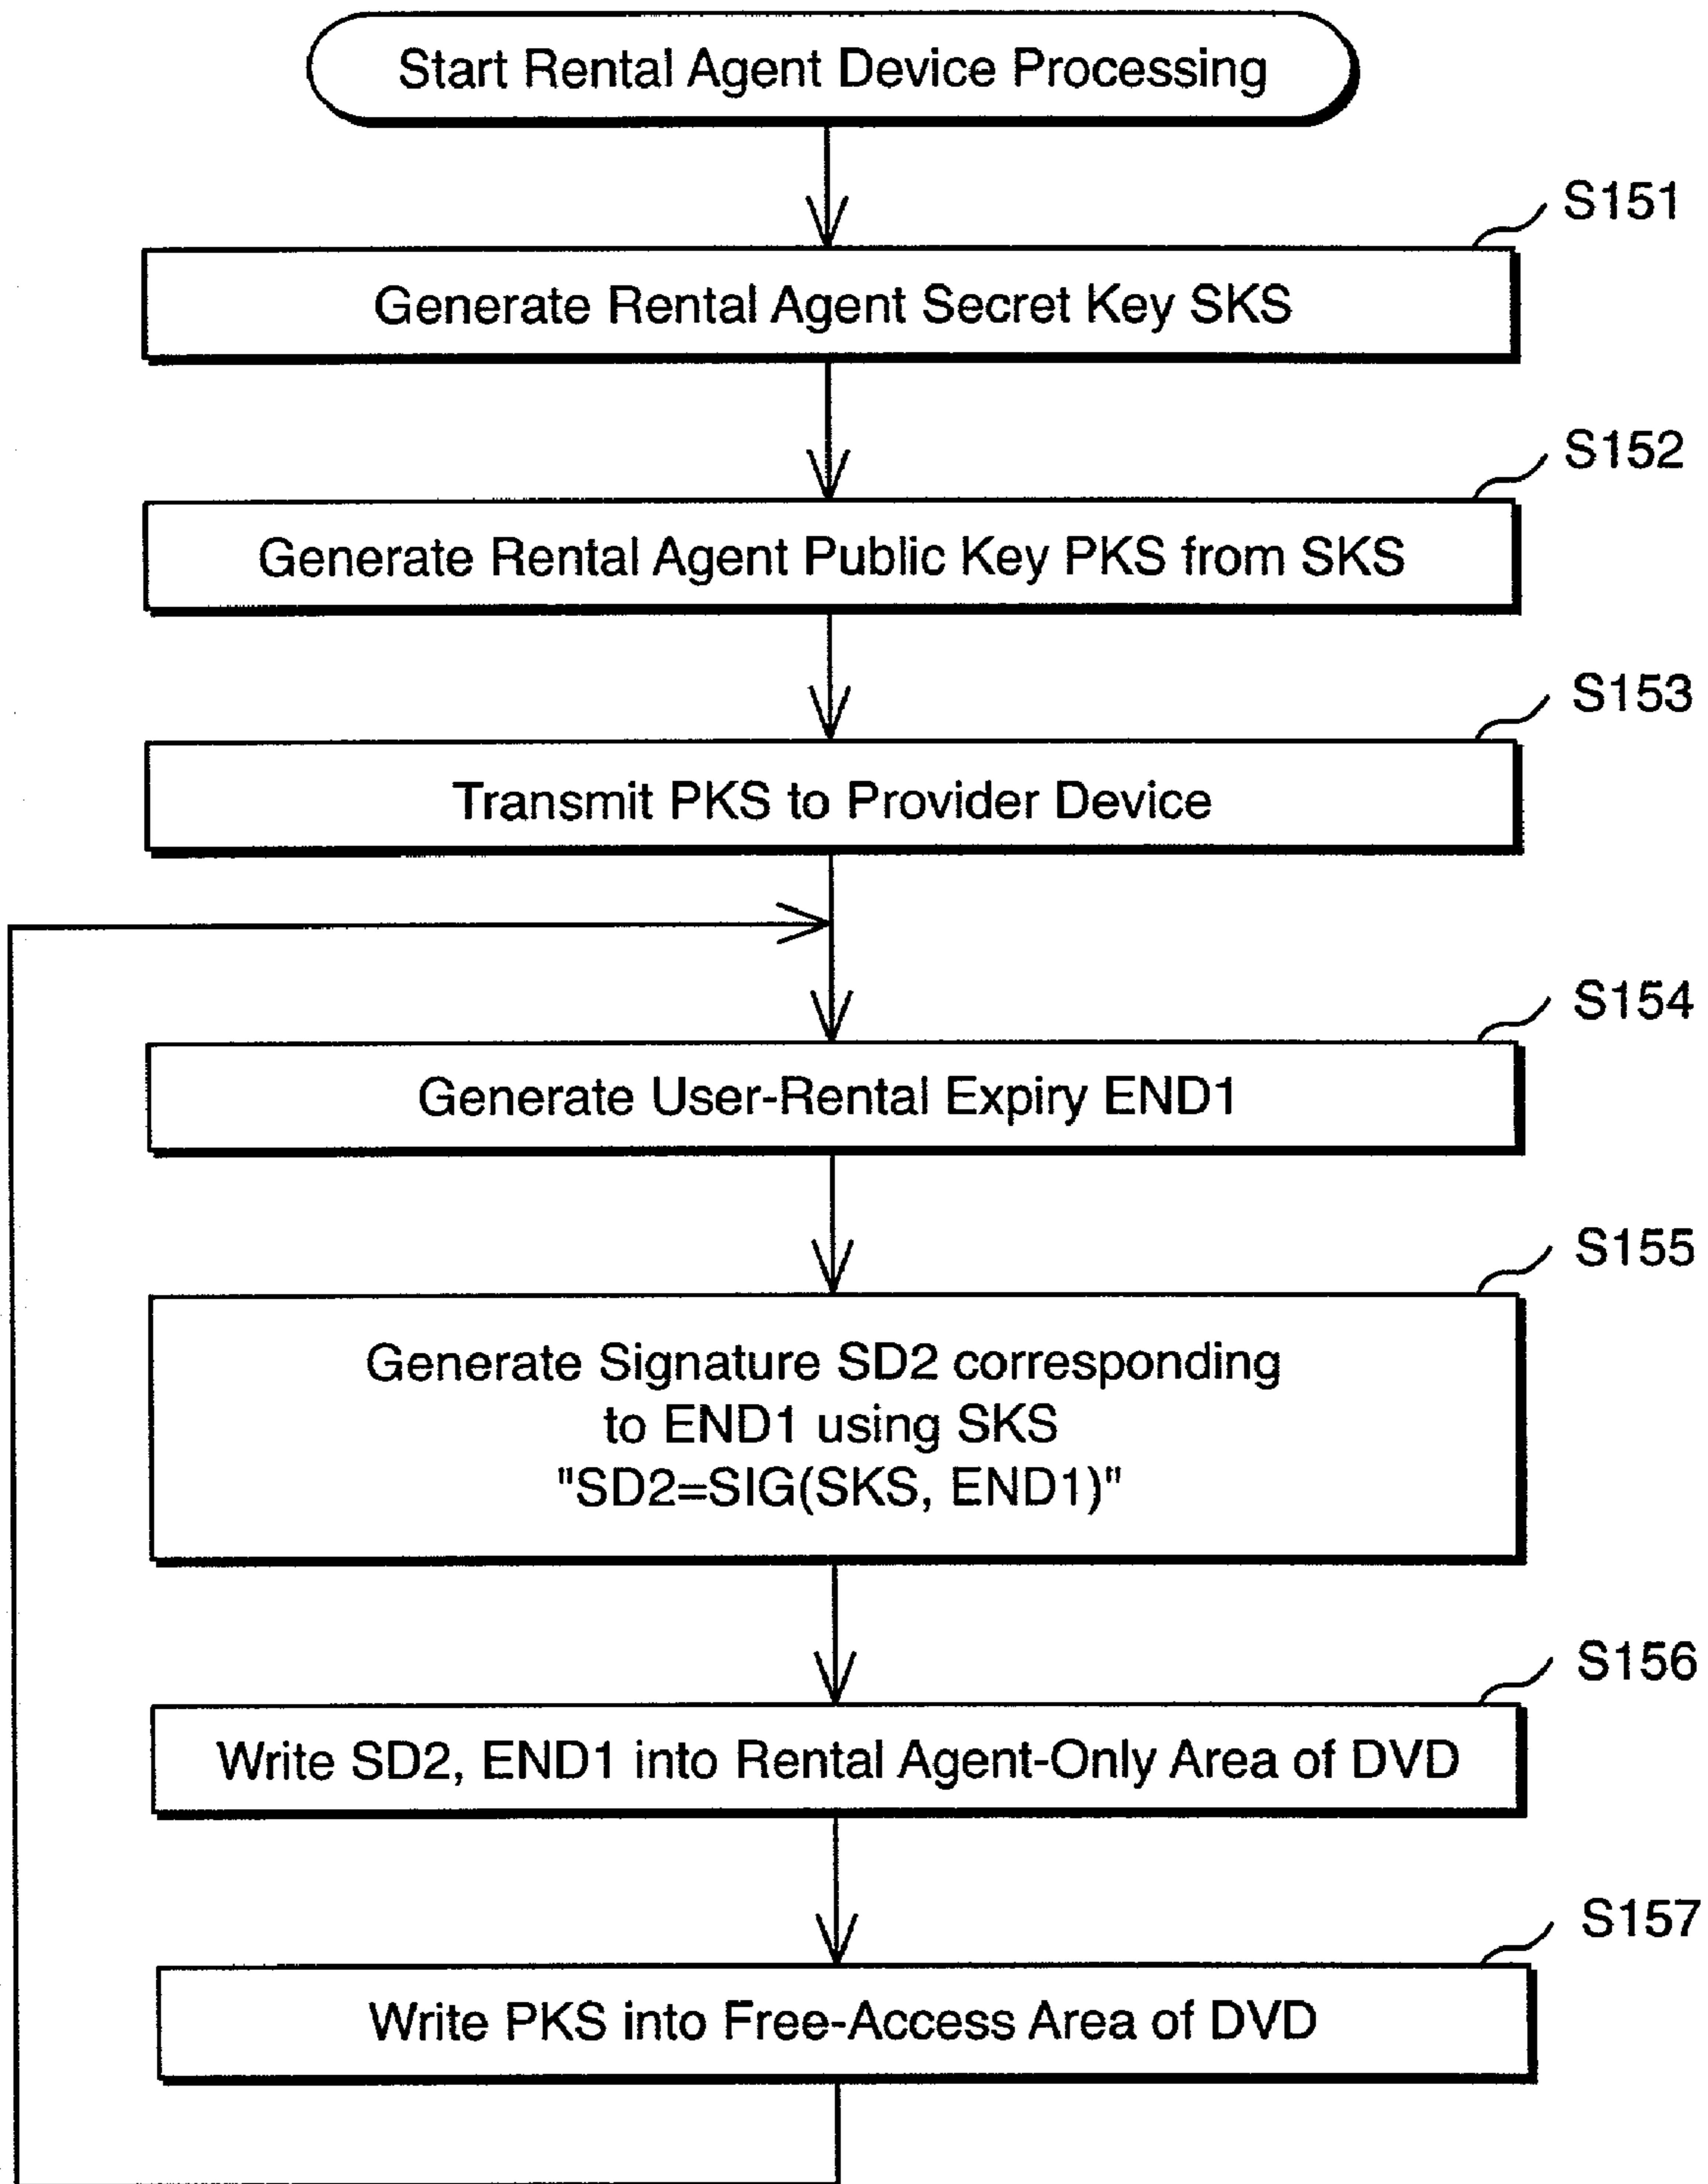 Start Rental Agent Device Processing
S151
Generate Rental Agent Secret Key SKS
S152
Generate Rental Agent Public Key PKS from SKS
S153
Transmit PKS to Provider Device
S154
Generate User-Rental Expiry END1
S155
Generate Signature SD2 corresponding
to END1 using SKS
"SD2=SIG(SKS, END1)"
S156
Write SD2, END1 into Rental Agent-Only Area of DVD
S157
Write PKS into Free-Access Area of DVD